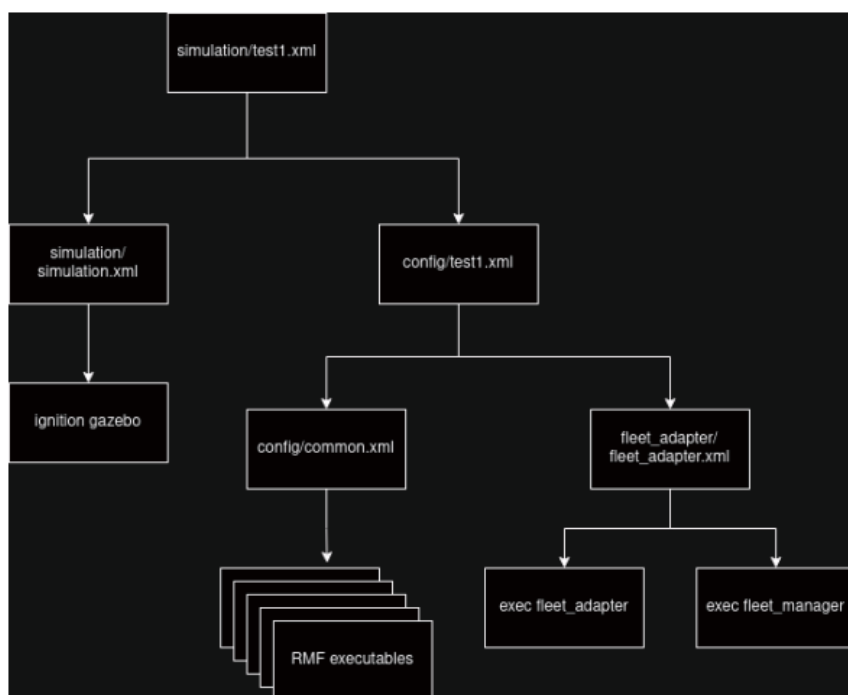 simulation/test1.xml
simulation/
simulation.xml
config/test1.xml
ignition gazebo
config/common.xml
fleet_adapter/
fleet_adapter.xml
exec fleet_adapter
exec fleet_manager
RMF executables